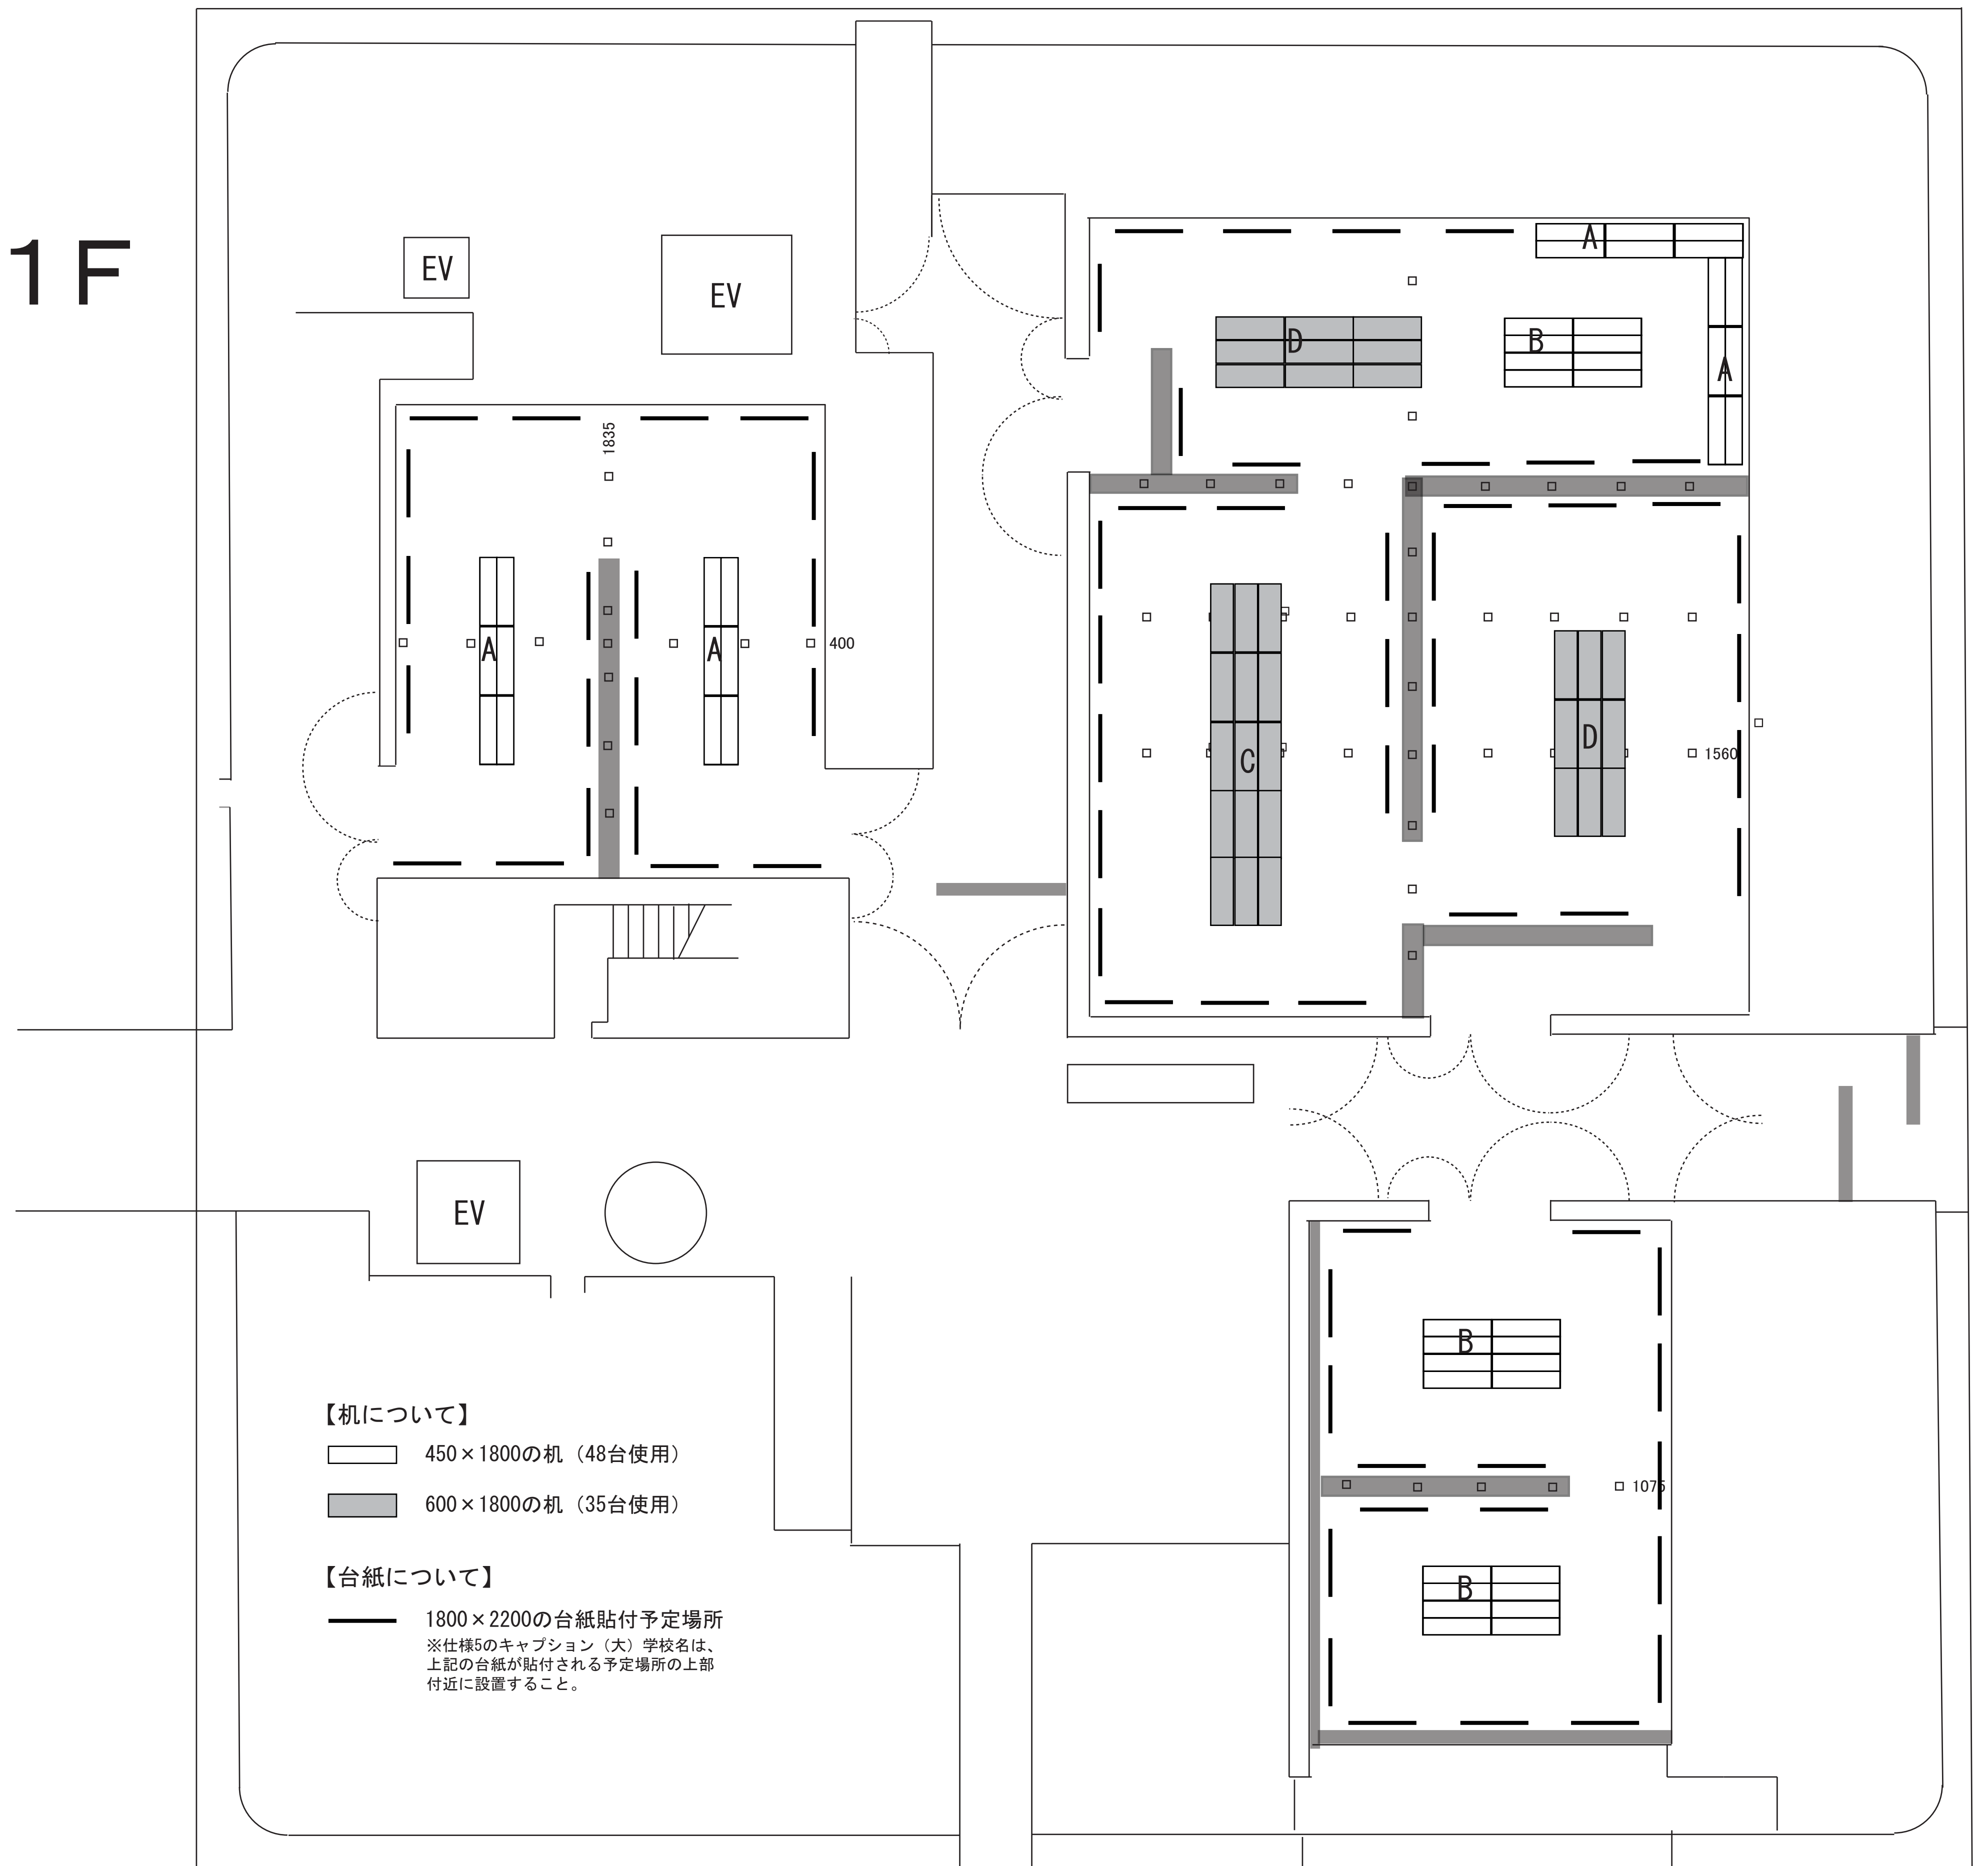 1F
EV
EV
A
D
B
A
1835
A
A
400
C
D
1560
EV
B
1075
B
【机について】
450×1800の机（48台使用）
600×1800の机（35台使用）
【台紙について】
1800×2200の台紙貼付予定場所
※仕様5のキャプション（大）学校名は、
上記の台紙が貼付される予定場所の上部
付近に設置すること。